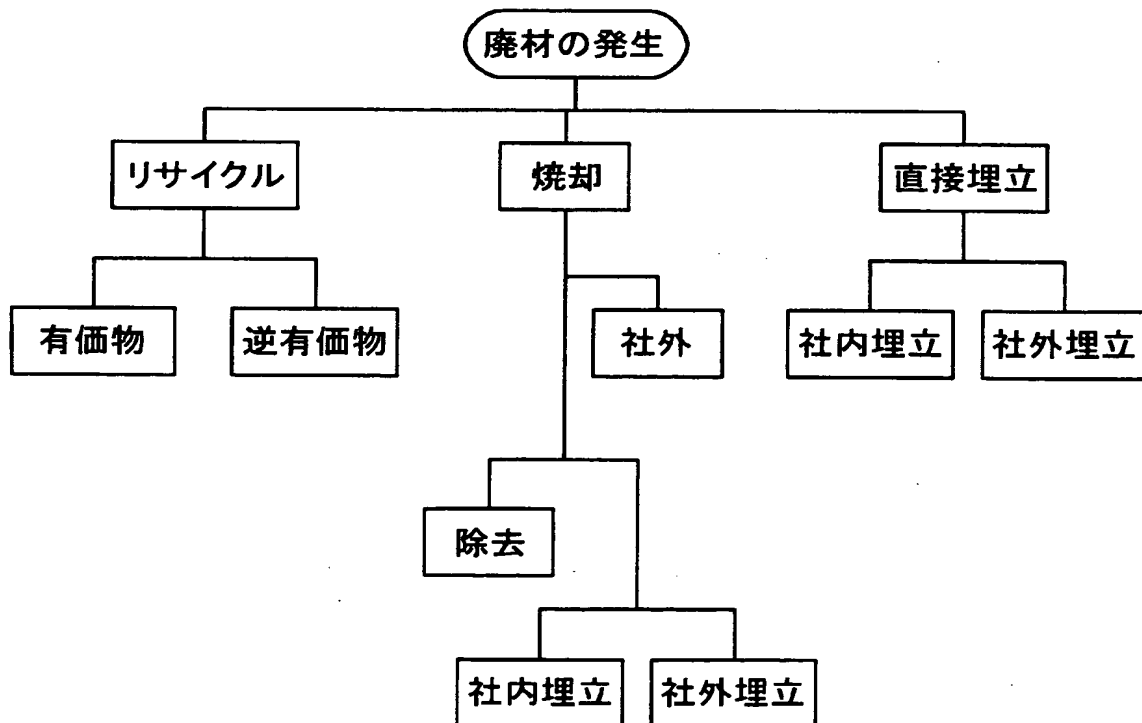 廃材の発生
リサイクル
焼却
直接埋立
有価物
逆有価物
社外
社内埋立
社外埋立
除去
社内埋立
社外埋立